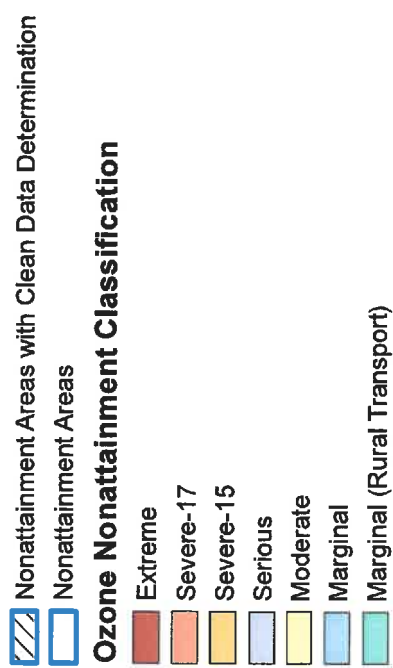 Nonattainment Areas with Clean Data Determination
Nonattainment Areas
Ozone Nonattainment Classification
Extreme
Severe-17
Severe-15
Serious
Moderate
Marginal
Marginal (Rural Transport)